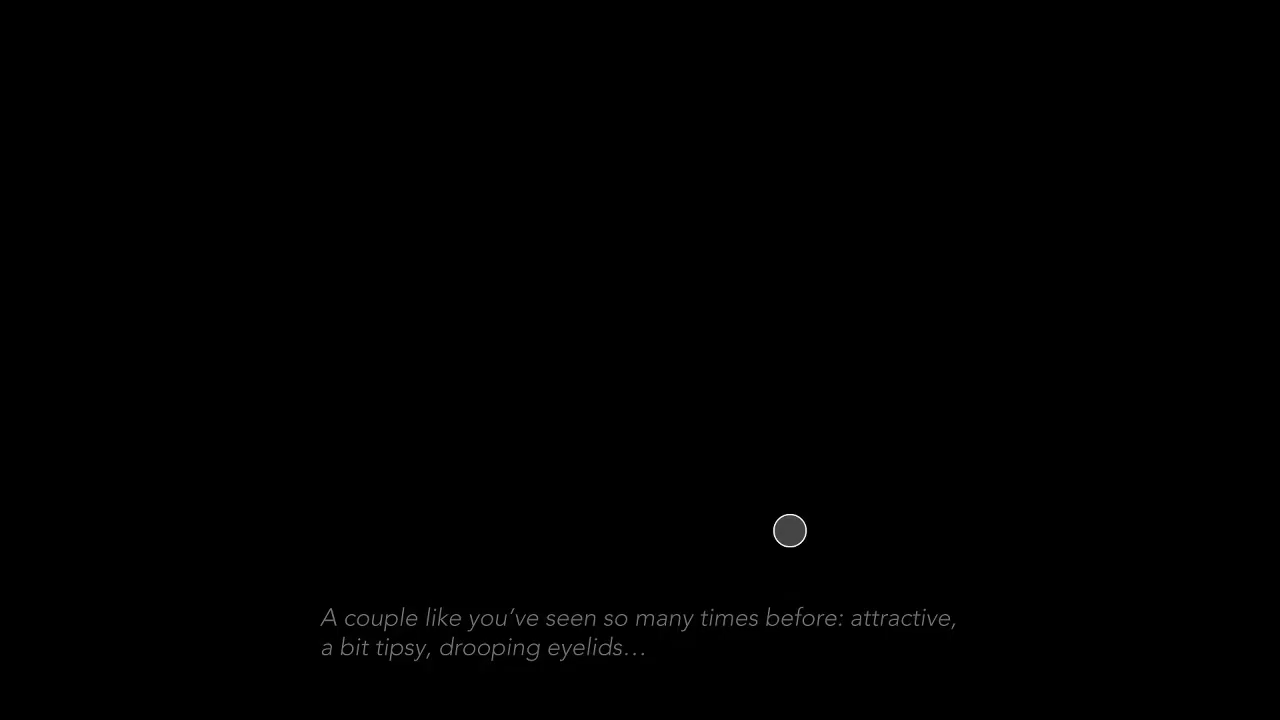 A couple like you’ve seen so many times before: attractive,
a bit tipsy, drooping eyelids…